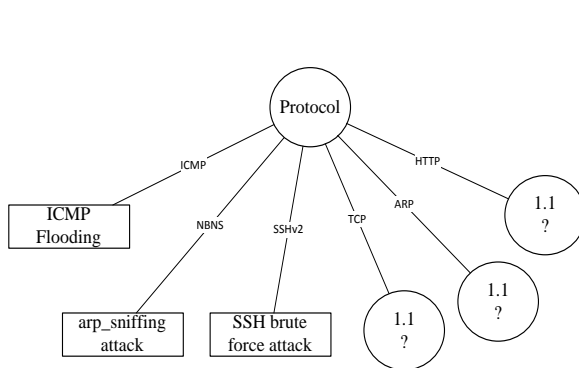 Protocol
ICMP
HTTP
NBNS
SSHv2
TCP
ARP
ICMP
Flooding
1.1
?
arp_sniffing
attack
SSH brute
force attack
1.1
?
1.1
?